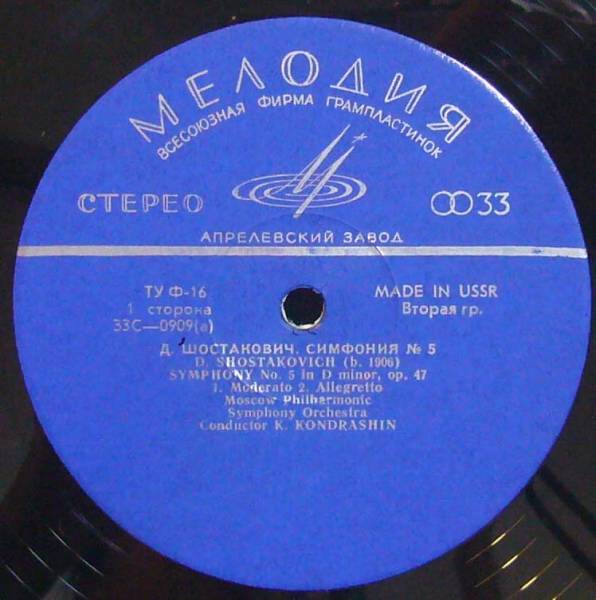 МЕЛОДИЯ
ВСЕСОЮЗНАЯ ФИРМА ГРАМПЛАСТИНОК
СТЕРЕО
33
АПРЕЛЕВСКИЙ ЗАВОД
ТУ Ф-16
MADE IN USSR
1 сторона
Вторая гр.
33С—0909(а)
Д. ШОСТАКОВИЧ. СИМФОНИЯ № 5
D. SHOSTAKOVICH (b. 1906)
SYMPHONY No. 5 in D minor, op. 47
1. Moderato 2. Allegretto
Moscow Philharmonic
Symphony Orchestra
Conductor K. KONDRASHIN